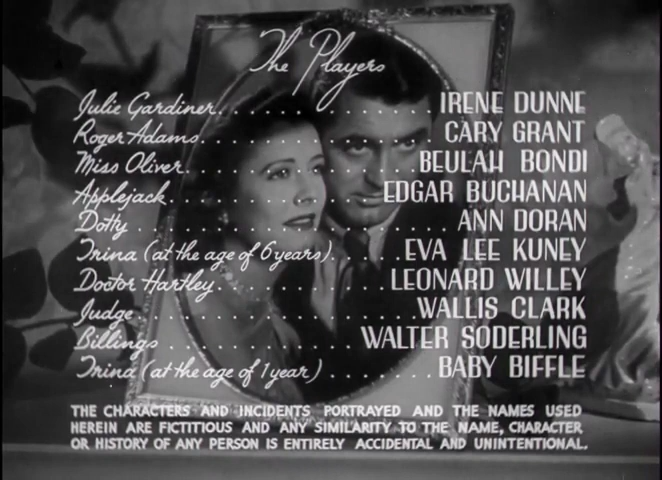 The Players
Julie Gardiner. . . . . . . . . . . . . . IRENE DUNNE
Roger Adams. . . . . . . . . . . . . . . CARY GRANT
Miss Oliver. . . . . . . . . . . . . . BEULAH BONDI
Applejack. . . . . . . . . . . . . EDGAR BUCHANAN
Dotty . . . . . . . . . . . . . . . . . . . ANN DORAN
Trina (at the age of 6 years). . . . . EVA LEE KUNEY
Doctor Hartley. . . . . . . . . . . LEONARD WILLEY
Judge. . . . . . . . . . . . . . . . . WALLIS CLARK
Billings . . . . . . . . . . . . WALTER SODERLING
Trina (at the age of 1 year) . . . . . . . BABY BIFFLE
THE CHARACTERS AND INCIDENTS PORTRAYED AND THE NAMES USED
HEREIN ARE FICTITIOUS AND ANY SIMILARITY TO THE NAME, CHARACTER
OR HISTORY OF ANY PERSON IS ENTIRELY ACCIDENTAL AND UNINTENTIONAL.